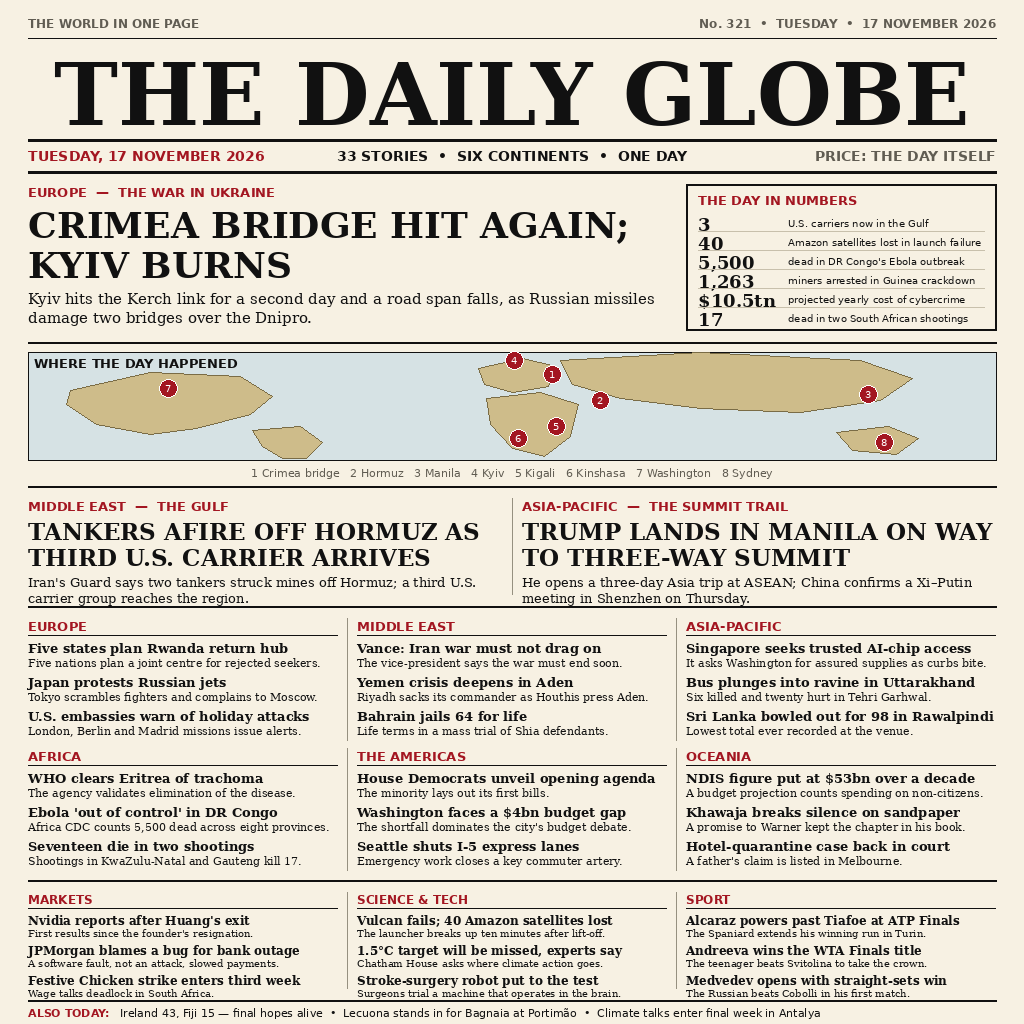 THE WORLD IN ONE PAGE
No. 321 • TUESDAY • 17 NOVEMBER 2026
THE DAILY GLOBE
TUESDAY, 17 NOVEMBER 2026
33 STORIES • SIX CONTINENTS • ONE DAY
PRICE: THE DAY ITSELF
EUROPE — THE WAR IN UKRAINE
CRIMEA BRIDGE HIT AGAIN;
KYIV BURNS
Kyiv hits the Kerch link for a second day and a road span falls, as Russian missiles
damage two bridges over the Dnipro.
THE DAY IN NUMBERS
3 U.S. carriers now in the Gulf
40 Amazon satellites lost in launch failure
5,500 dead in DR Congo's Ebola outbreak
1,263 miners arrested in Guinea crackdown
$10.5tn projected yearly cost of cybercrime
17 dead in two South African shootings
WHERE THE DAY HAPPENED
4
1
7
2
3
5
6
8
1 Crimea bridge 2 Hormuz 3 Manila 4 Kyiv 5 Kigali 6 Kinshasa 7 Washington 8 Sydney
MIDDLE EAST — THE GULF
TANKERS AFIRE OFF HORMUZ AS
THIRD U.S. CARRIER ARRIVES
Iran's Guard says two tankers struck mines off Hormuz; a third U.S.
carrier group reaches the region.
ASIA-PACIFIC — THE SUMMIT TRAIL
TRUMP LANDS IN MANILA ON WAY
TO THREE-WAY SUMMIT
He opens a three-day Asia trip at ASEAN; China confirms a Xi–Putin
meeting in Shenzhen on Thursday.
EUROPE
Five states plan Rwanda return hub
Five nations plan a joint centre for rejected seekers.
Japan protests Russian jets
Tokyo scrambles fighters and complains to Moscow.
U.S. embassies warn of holiday attacks
London, Berlin and Madrid missions issue alerts.
MIDDLE EAST
Vance: Iran war must not drag on
The vice-president says the war must end soon.
Yemen crisis deepens in Aden
Riyadh sacks its commander as Houthis press Aden.
Bahrain jails 64 for life
Life terms in a mass trial of Shia defendants.
ASIA-PACIFIC
Singapore seeks trusted AI-chip access
It asks Washington for assured supplies as curbs bite.
Bus plunges into ravine in Uttarakhand
Six killed and twenty hurt in Tehri Garhwal.
Sri Lanka bowled out for 98 in Rawalpindi
Lowest total ever recorded at the venue.
AFRICA
WHO clears Eritrea of trachoma
The agency validates elimination of the disease.
Ebola 'out of control' in DR Congo
Africa CDC counts 5,500 dead across eight provinces.
Seventeen die in two shootings
Shootings in KwaZulu-Natal and Gauteng kill 17.
THE AMERICAS
House Democrats unveil opening agenda
The minority lays out its first bills.
Washington faces a $4bn budget gap
The shortfall dominates the city's budget debate.
Seattle shuts I-5 express lanes
Emergency work closes a key commuter artery.
OCEANIA
NDIS figure put at $53bn over a decade
A budget projection counts spending on non-citizens.
Khawaja breaks silence on sandpaper
A promise to Warner kept the chapter in his book.
Hotel-quarantine case back in court
A father's claim is listed in Melbourne.
MARKETS
Nvidia reports after Huang's exit
First results since the founder's resignation.
JPMorgan blames a bug for bank outage
A software fault, not an attack, slowed payments.
Festive Chicken strike enters third week
Wage talks deadlock in South Africa.
SCIENCE & TECH
Vulcan fails; 40 Amazon satellites lost
The launcher breaks up ten minutes after lift-off.
1.5°C target will be missed, experts say
Chatham House asks where climate action goes.
Stroke-surgery robot put to the test
Surgeons trial a machine that operates in the brain.
SPORT
Alcaraz powers past Tiafoe at ATP Finals
The Spaniard extends his winning run in Turin.
Andreeva wins the WTA Finals title
The teenager beats Svitolina to take the crown.
Medvedev opens with straight-sets win
The Russian beats Cobolli in his first match.
ALSO TODAY: Ireland 43, Fiji 15 — final hopes alive • Lecuona stands in for Bagnaia at Portimão • Climate talks enter final week in Antalya